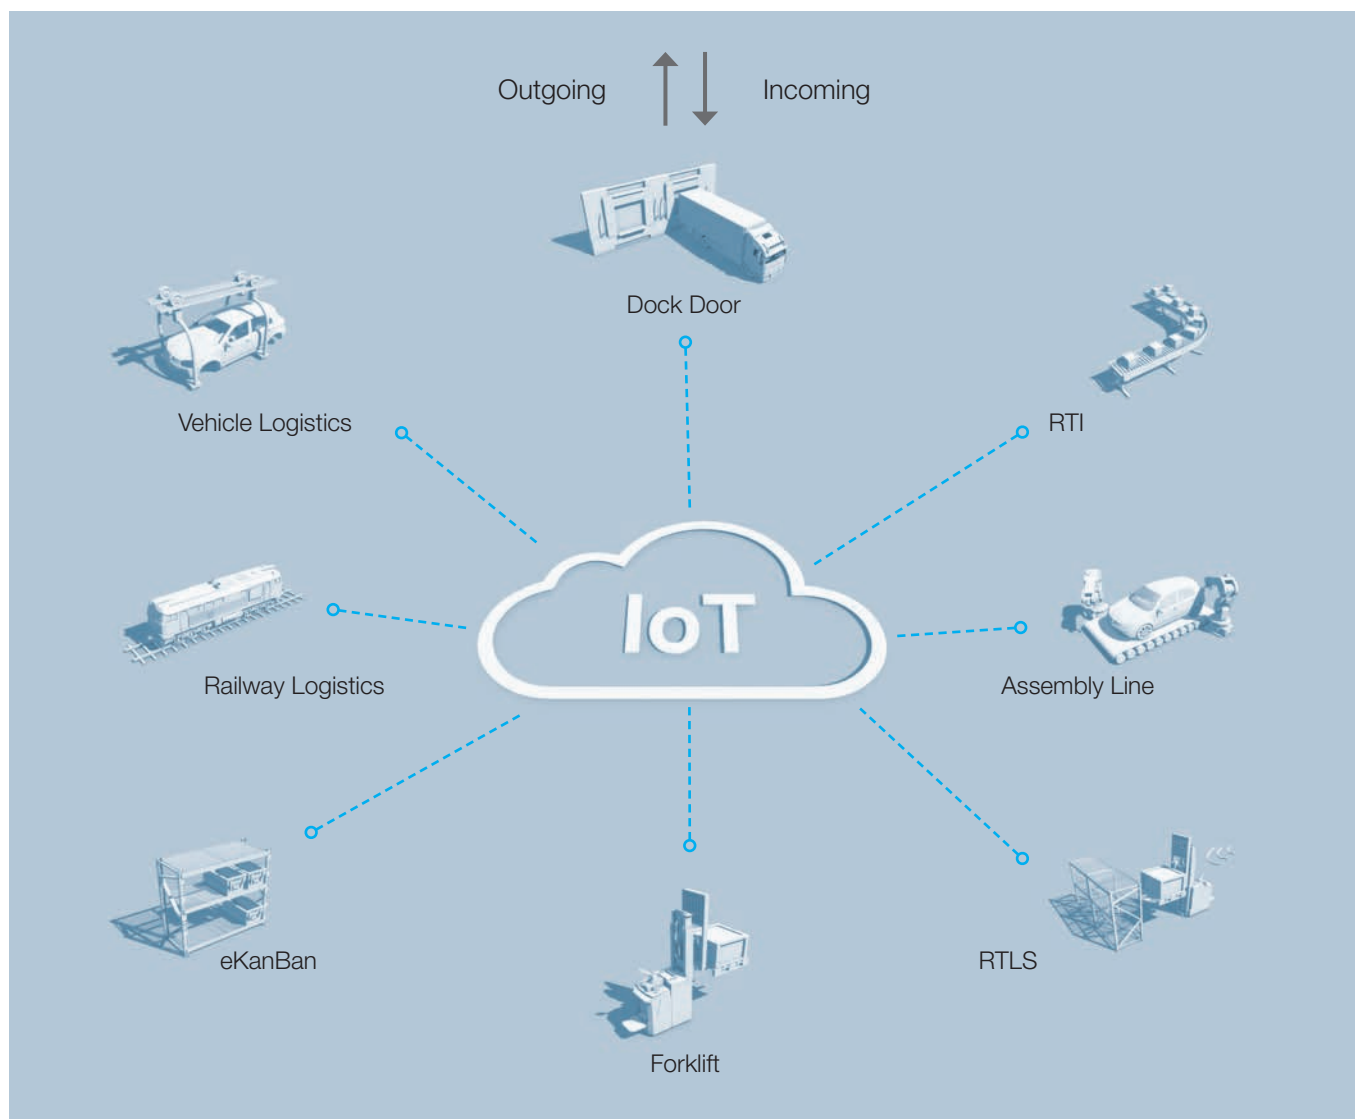 Outgoing
Incoming
Dock Door
Vehicle Logistics
RTI
IoT
Railway Logistics
Assembly Line
eKanBan
RTLS
Forklift